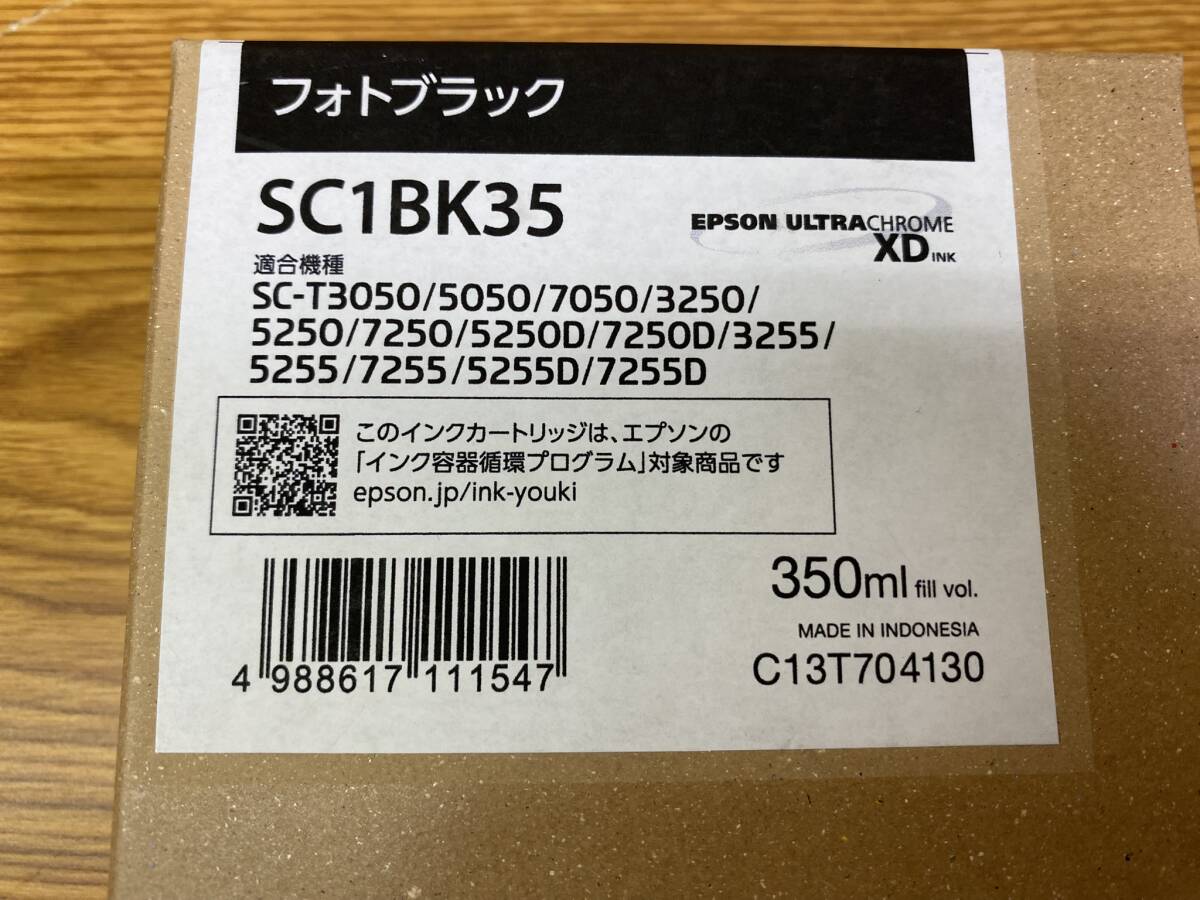 フォトブラック
SC1BK35
EPSON ULTRACHROME
XD INK
適合機種
SC-T3050/5050/7050/3250/
5250/7250/5250D/7250D/3255/
5255/7255/5255D/7255D
このインクカートリッジは、エプソンの
「インク容器循環プログラム」対象商品です
epson.jp/ink-youki
4 988617 111547
350ml fill vol.
MADE IN INDONESIA
C13T704130